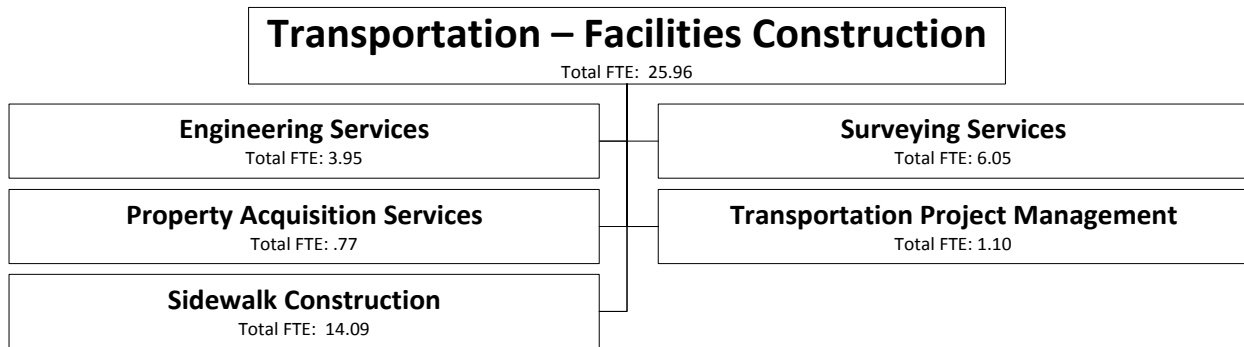 Transportation – Facilities Construction
Total FTE:  25.96
Engineering Services
Total FTE: 3.95
Surveying Services
Total FTE: 6.05
Property Acquisition Services
Total FTE: .77
Transportation Project Management
Total FTE: 1.10
Sidewalk Construction
Total FTE:  14.09